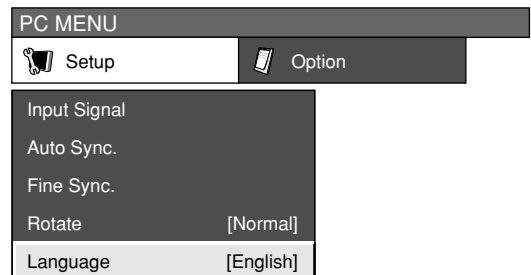 PC MENU
Setup Option
Input Signal
Auto Sync.
Fine Sync.
Rotate [Normal]
Language [English]